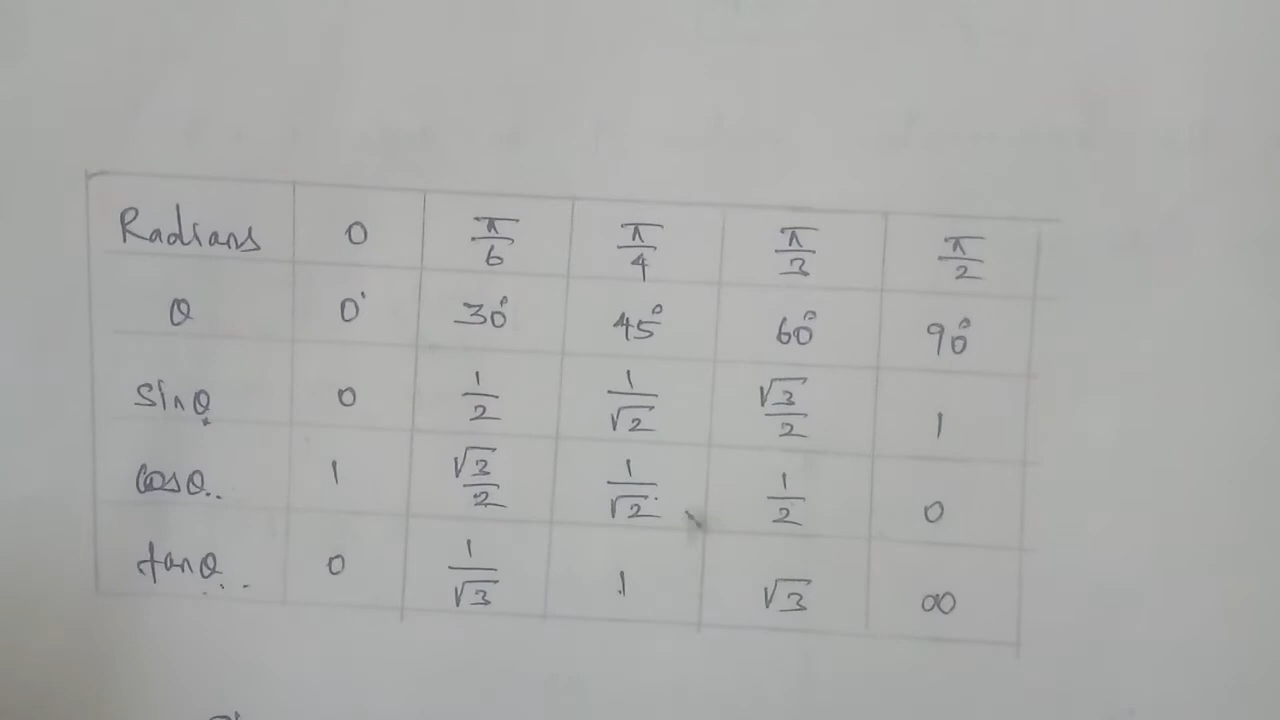 Radians 0 π/6 π/4 π/3 π/2
θ 0° 30° 45° 60° 90°
sinθ 0 1/2 1/√2 √3/2 1
cosθ 1 √3/2 1/√2 1/2 0
tanθ 0 1/√3 1 √3 ∞